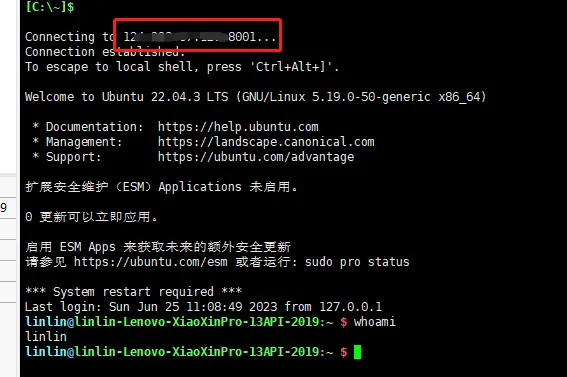 [C:\~]$
Connecting to 8001...
Connection established.
To escape to local shell, press 'Ctrl+Alt+]'.
Welcome to Ubuntu 22.04.3 LTS (GNU/Linux 5.19.0-50-generic x86_64)
* Documentation: https://help.ubuntu.com
* Management: https://landscape.canonical.com
* Support: https://ubuntu.com/advantage
扩展安全维护（ESM）Applications 未启用。
9
0 更新可以立即应用。
启用 ESM Apps 来获取未来的额外安全更新
请参见 https://ubuntu.com/esm 或者运行: sudo pro status
*** System restart required ***
Last login: Sun Jun 25 11:08:49 2023 from 127.0.0.1
linlin@linlin-Lenovo-XiaoXinPro-13API-2019:~ $ whoami
linlin
linlin@linlin-Lenovo-XiaoXinPro-13API-2019:~ $